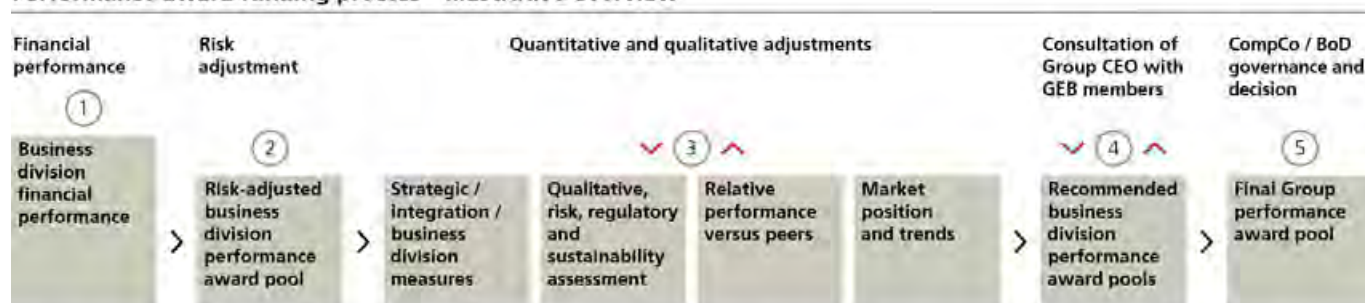 Financial
performance
Risk
adjustment
Quantitative and qualitative adjustments
Consultation of
Group CEO with
GEB members
CompCo / BoD
governance and
decision
1
2
3
4
5
Business
division
financial
performance
Risk-adjusted
business
division
performance
award pool
Strategic /
integration /
business
division
measures
Qualitative,
risk, regulatory
and
sustainability
assessment
Relative
performance
versus peers
Market
position
and trends
Recommended
business
division
performance
award pools
Final Group
performance
award pool